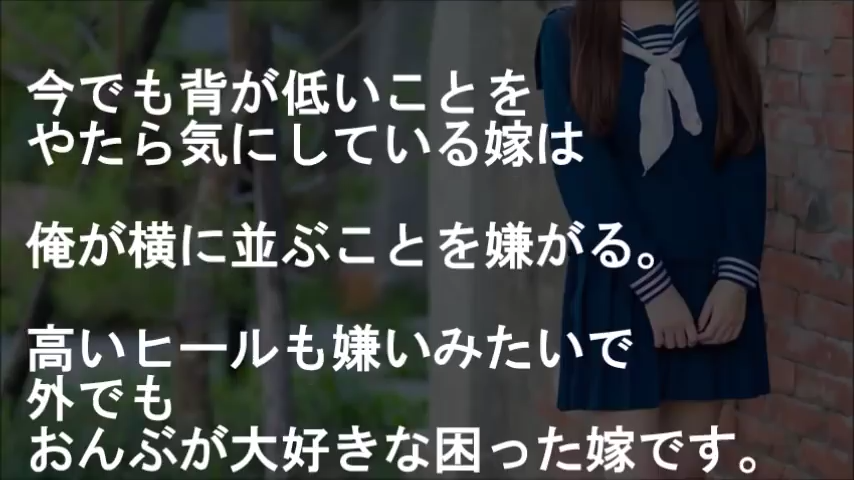 今でも背が低いことを
やたら気にしている嫁は
俺が横に並ぶことを嫌がる。
高いヒールも嫌いみたいで
外でも
おんぶが大好きな困った嫁です。